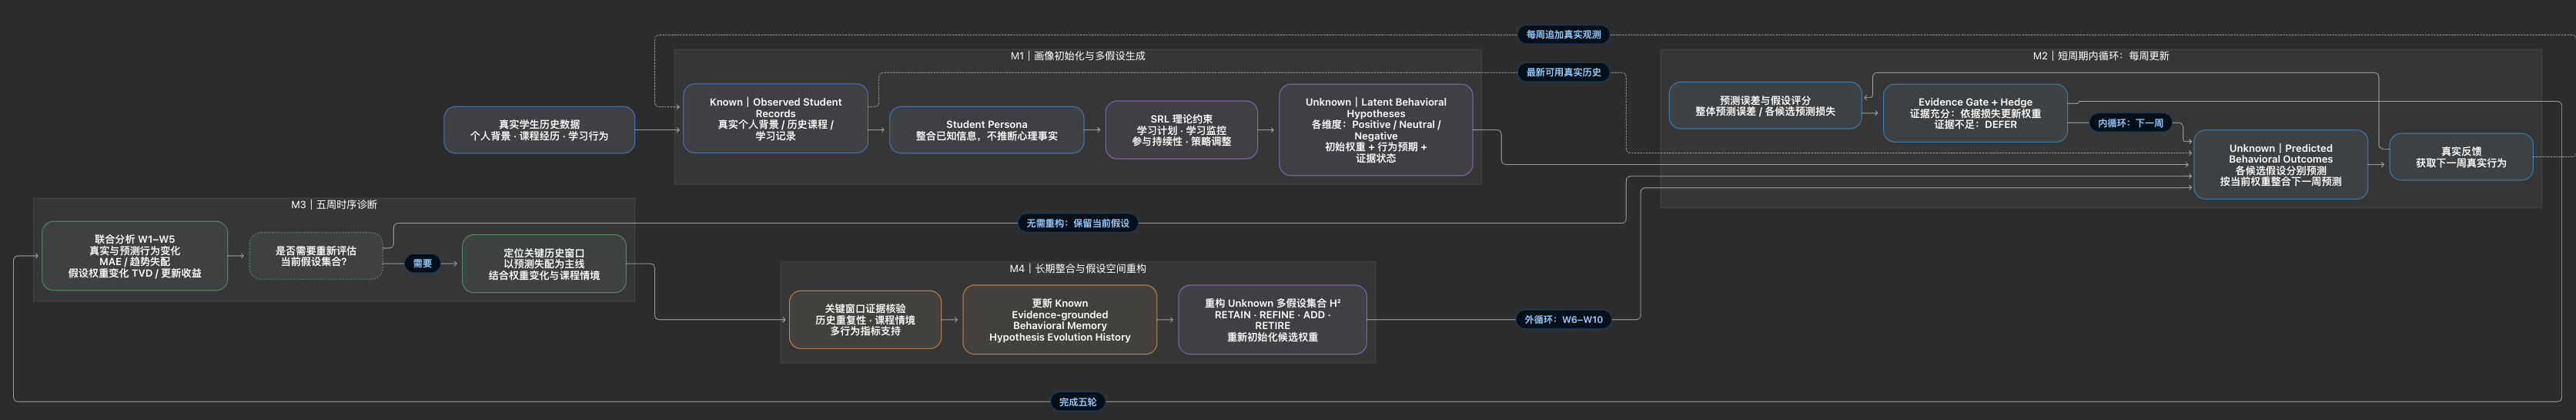 每周追加真实观测
M1｜画像初始化与多假设生成
M2｜短周期内循环：每周更新
最新可用真实历史
真实学生历史数据
个人背景 · 课程经历 · 学习行为
Known｜Observed Student
Records
真实个人背景 / 历史课程 /
学习记录
Student Persona
整合已知信息，不推断心理事实
SRL 理论约束
学习计划 · 学习监控
参与持续性 · 策略调整
Unknown｜Latent Behavioral
Hypotheses
各维度：Positive / Neutral /
Negative
初始权重 + 行为预期 +
证据状态
预测误差与假设评分
整体预测误差 / 各候选预测损失
Evidence Gate + Hedge
证据充分：依据损失更新权重
证据不足：DEFER
内循环：下一周
Unknown｜Predicted
Behavioral Outcomes
各候选假设分别预测
按当前权重整合下一周预测
真实反馈
获取下一周真实行为
M3｜五周时序诊断
联合分析 W1–W5
真实与预测行为变化
MAE / 趋势失配
假设权重变化 TVD / 更新收益
是否需要重新评估
当前假设集合?
需要
定位关键历史窗口
以预测失配为主线
结合权重变化与课程情境
无需重构：保留当前假设
M4｜长期整合与假设空间重构
关键窗口证据核验
历史重复性 · 课程情境
多行为指标支持
更新 Known
Evidence-grounded
Behavioral Memory
Hypothesis Evolution History
重构 Unknown 多假设集合 H²
RETAIN · REFINE · ADD ·
RETIRE
重新初始化候选权重
外循环：W6–W10
完成五轮